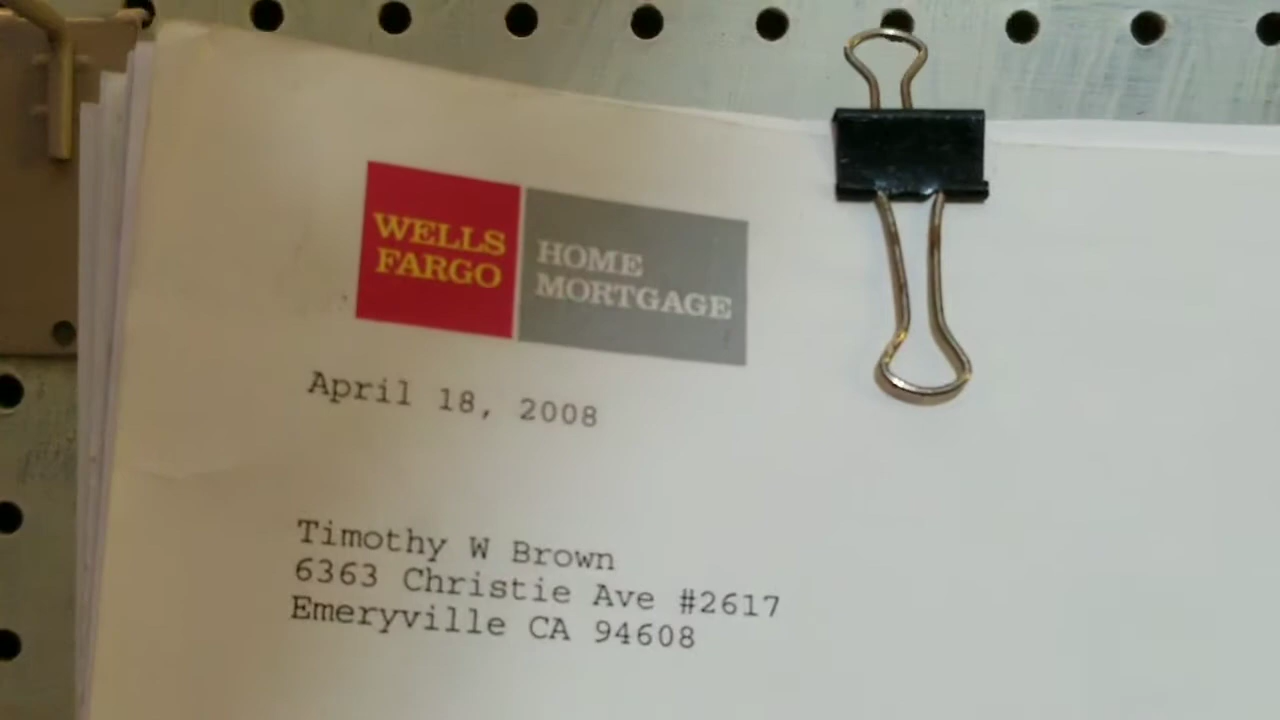 WELLS
FARGO
HOME
MORTGAGE
April 18, 2008
Timothy W Brown
6363 Christie Ave #2617
Emeryville CA 94608